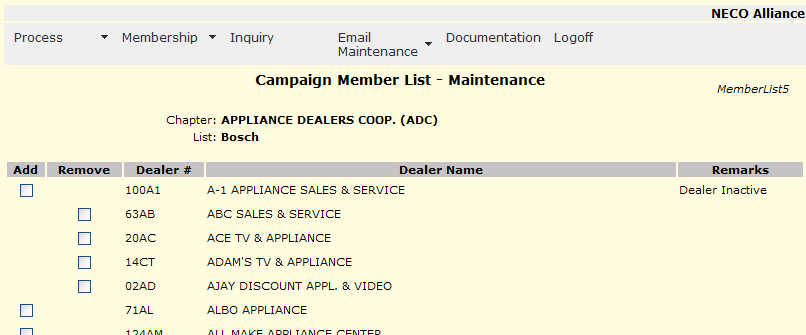 NECO Alliance
Process Membership Inquiry Email Maintenance Documentation Logoff
Campaign Member List - Maintenance
MemberList5
Chapter: APPLIANCE DEALERS COOP. (ADC)
List: Bosch
Add Remove Dealer # Dealer Name Remarks
100A1 A-1 APPLIANCE SALES & SERVICE Dealer Inactive
63AB ABC SALES & SERVICE
20AC ACE TV & APPLIANCE
14CT ADAM'S TV & APPLIANCE
02AD AJAY DISCOUNT APPL. & VIDEO
71AL ALBO APPLIANCE
124AM ALL MAKE APPLIANCE CENTER